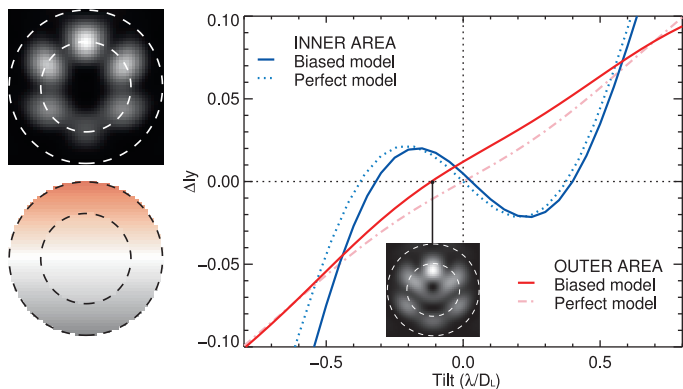 0.10
0.05
0.00
−0.05
−0.10
ΔIy
INNER AREA
Biased model
Perfect model
OUTER AREA
Biased model
Perfect model
−0.5
0.0
0.5
Tilt (λ/D_L)